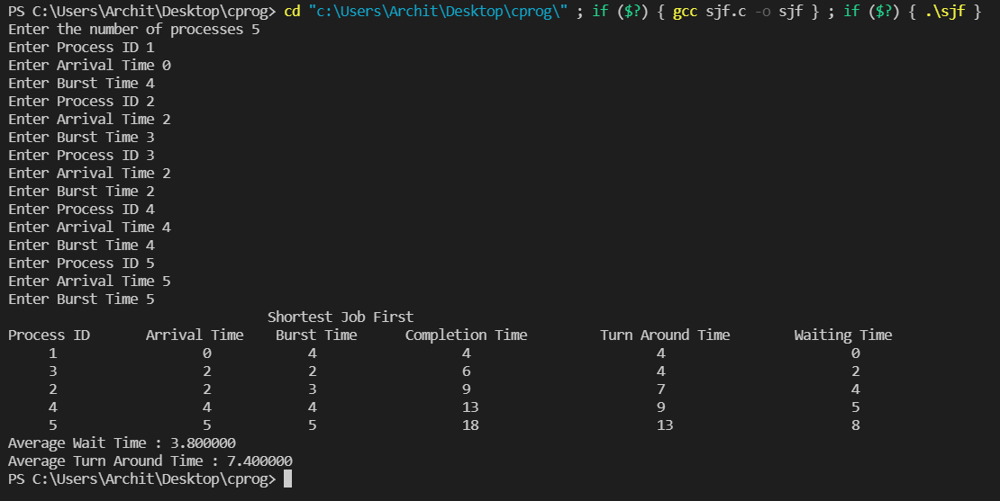 PS C:\Users\Archit\Desktop\cprog> cd "c:\Users\Archit\Desktop\cprog\" ; if ($?) { gcc sjf.c -o sjf } ; if ($?) { .\sjf }
Enter the number of processes 5
Enter Process ID 1
Enter Arrival Time 0
Enter Burst Time 4
Enter Process ID 2
Enter Arrival Time 2
Enter Burst Time 3
Enter Process ID 3
Enter Arrival Time 2
Enter Burst Time 2
Enter Process ID 4
Enter Arrival Time 4
Enter Burst Time 4
Enter Process ID 5
Enter Arrival Time 5
Enter Burst Time 5
Shortest Job First
Process ID Arrival Time Burst Time Completion Time Turn Around Time Waiting Time
1 0 4 4 4 0
3 2 2 6 4 2
2 2 3 9 7 4
4 4 4 13 9 5
5 5 5 18 13 8
Average Wait Time : 3.800000
Average Turn Around Time : 7.400000
PS C:\Users\Archit\Desktop\cprog>